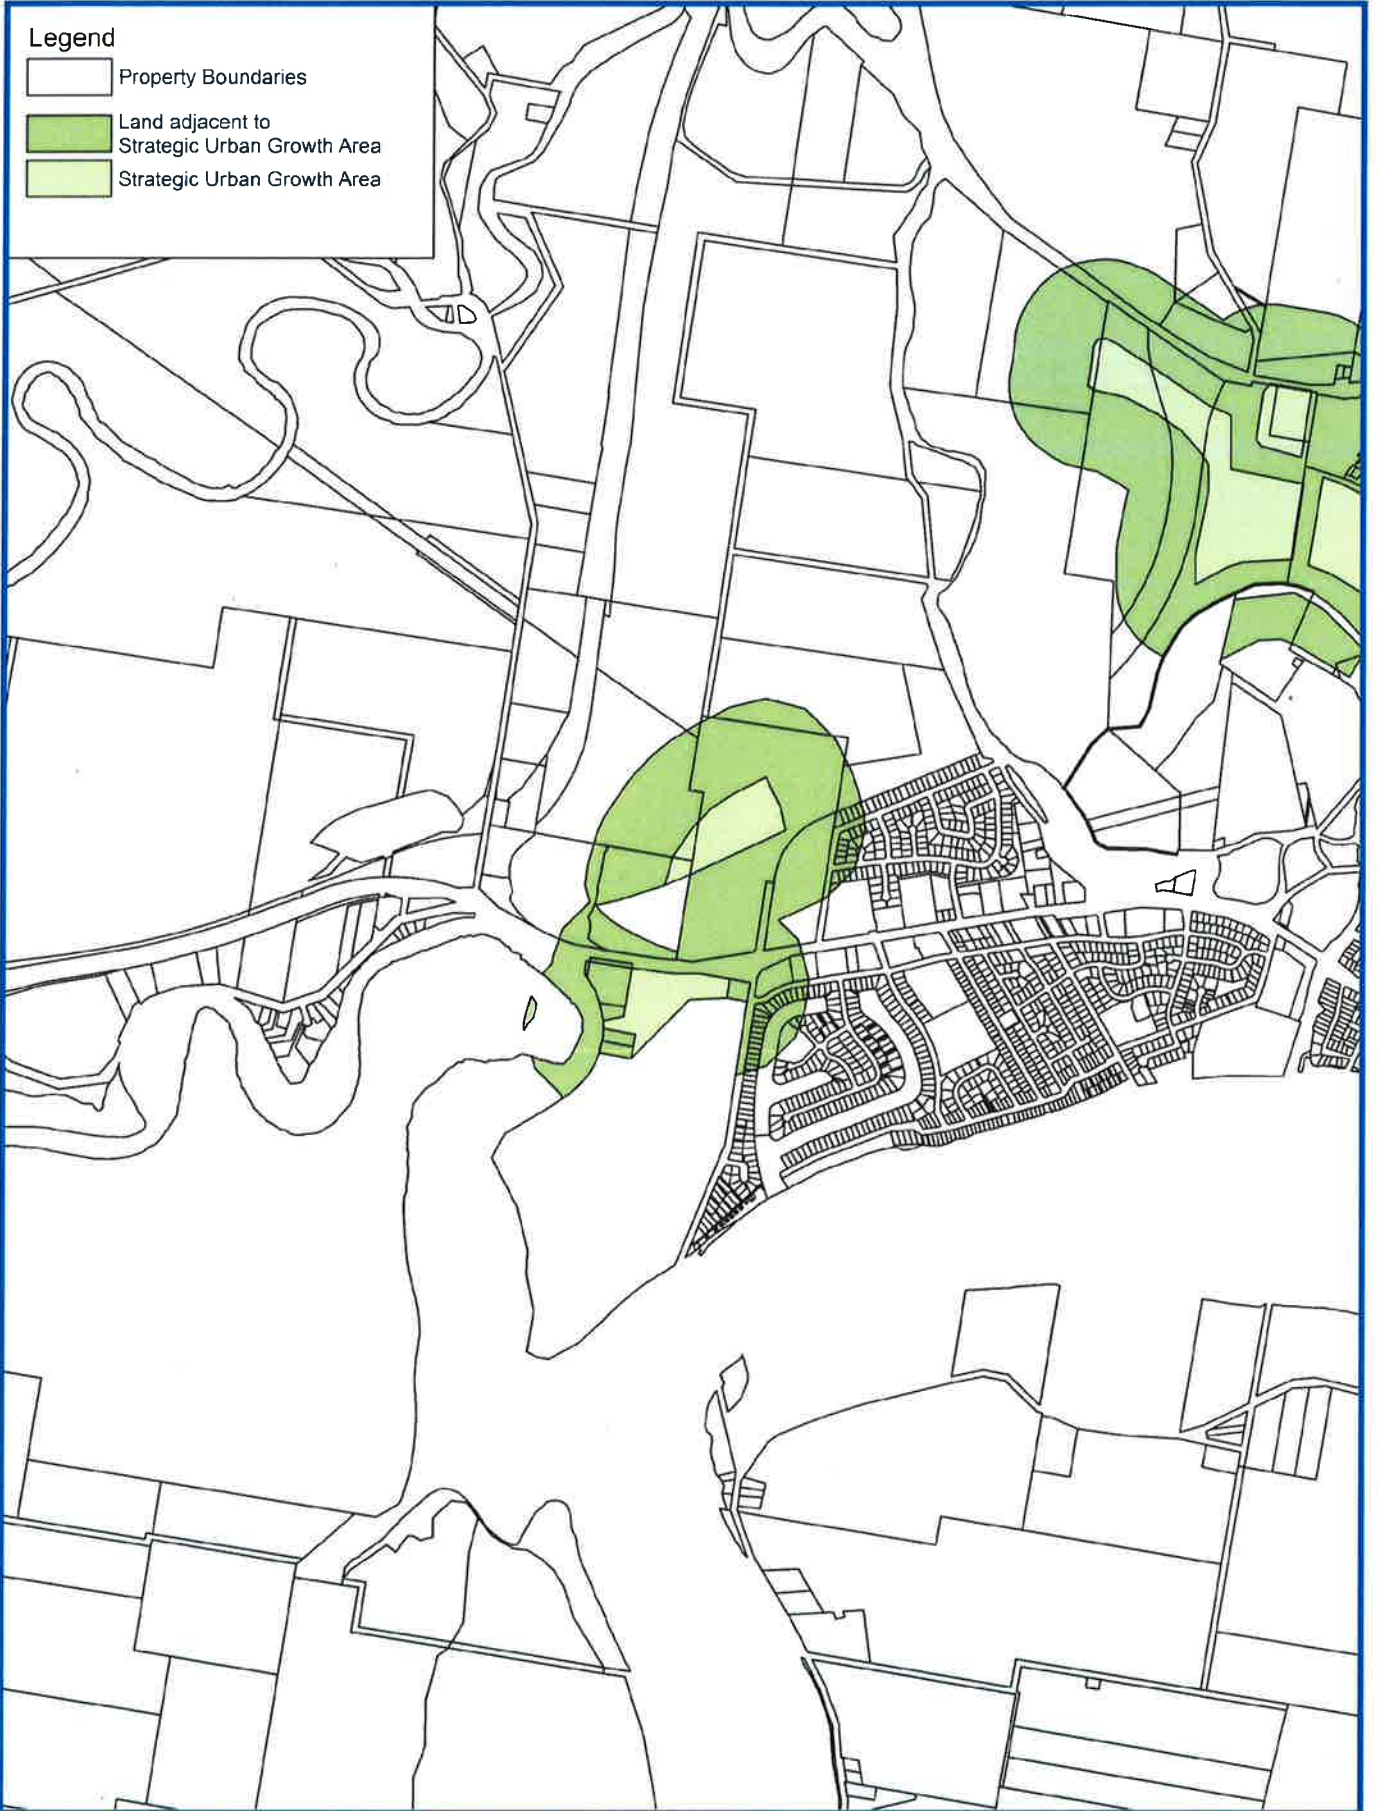 Legend
Property Boundaries
Land adjacent to
Strategic Urban Growth Area
Strategic Urban Growth Area